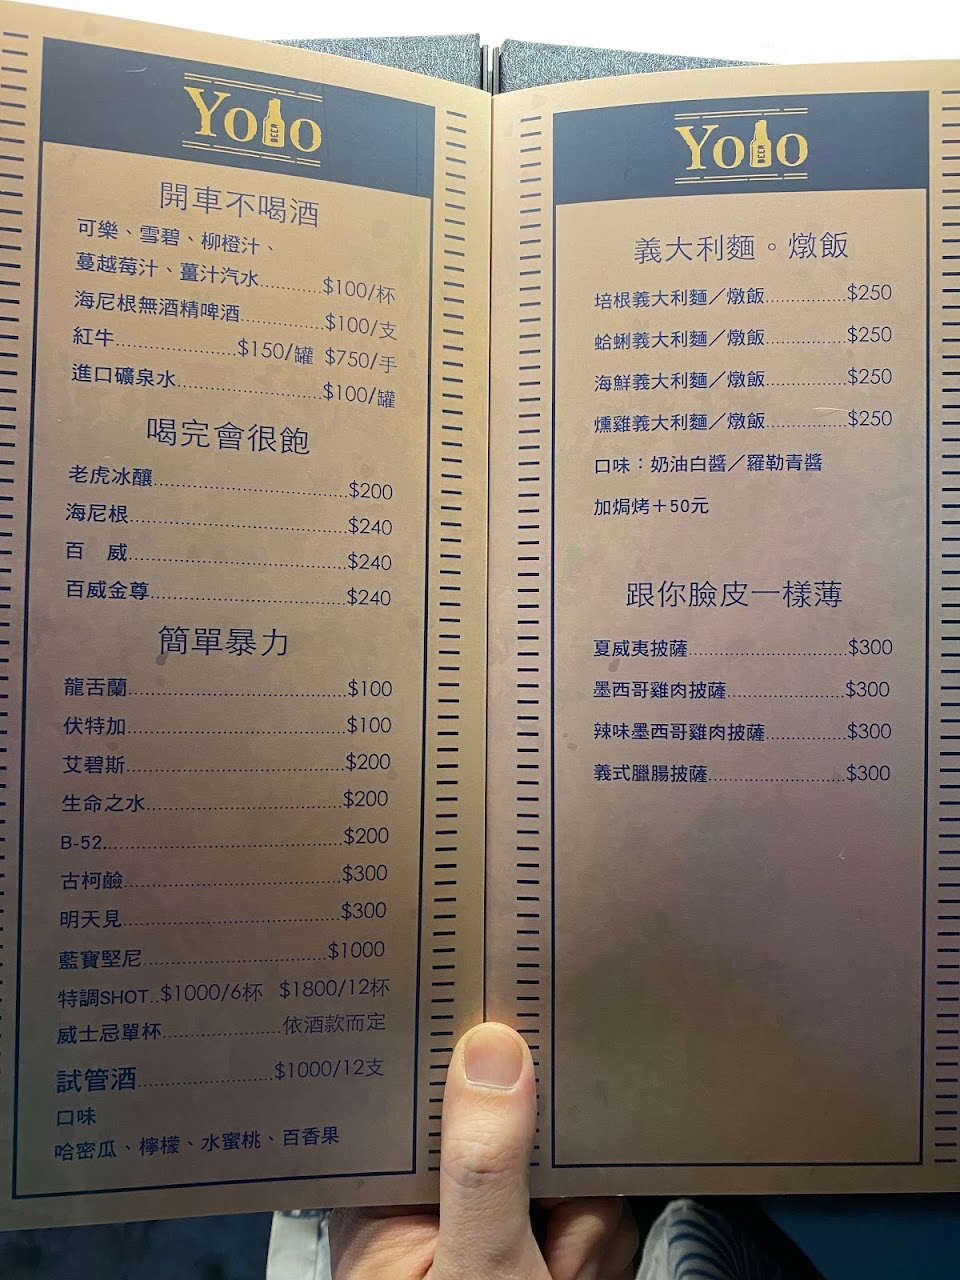 Yolo
BEER
開車不喝酒
可樂、雪碧、柳橙汁、
蔓越莓汁、薑汁汽水............$100/杯
海尼根無酒精啤酒................$100/支
紅牛.......................$150/罐 $750/手
進口礦泉水...........................$100/罐
喝完會很飽
老虎冰釀.....................................$200
海尼根.........................................$240
百 威..........................................$240
百威金尊.....................................$240
簡單暴力
龍舌蘭.........................................$100
伏特加.........................................$100
艾碧斯.........................................$200
生命之水.....................................$200
B-52.............................................$200
古柯鹼.........................................$300
明天見.........................................$300
藍寶堅尼...................................$1000
特調SHOT..$1000/6杯 $1800/12杯
威士忌單杯.......................依酒款而定
試管酒..........................$1000/12支
口味
哈密瓜、檸檬、水蜜桃、百香果
Yolo
BEER
義大利麵。燉飯
培根義大利麵／燉飯................$250
蛤蜊義大利麵／燉飯................$250
海鮮義大利麵／燉飯................$250
燻雞義大利麵／燉飯................$250
口味：奶油白醬／羅勒青醬
加焗烤＋50元
跟你臉皮一樣薄
夏威夷披薩...............................$300
墨西哥雞肉披薩.......................$300
辣味墨西哥雞肉披薩................$300
義式臘腸披薩...........................$300